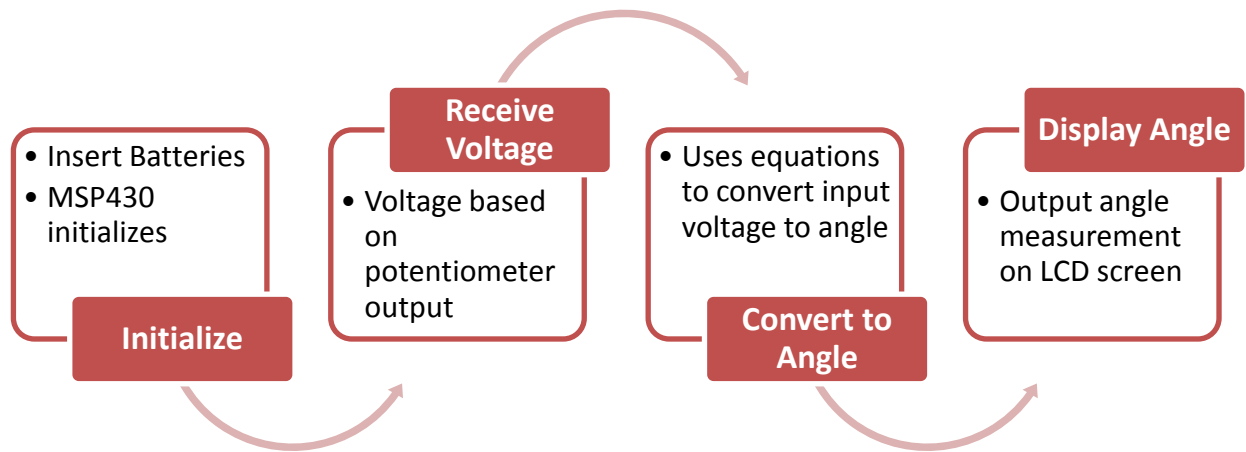 • Insert Batteries
• MSP430
initializes
Initialize
Receive
Voltage
• Voltage based
on
potentiometer
output
• Uses equations
to convert input
voltage to angle
Convert to
Angle
Display Angle
• Output angle
measurement
on LCD screen